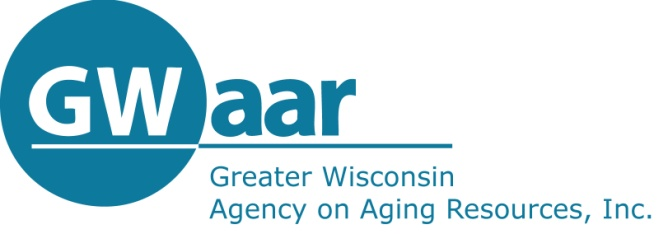 GWaar
Greater Wisconsin
Agency on Aging Resources, Inc.